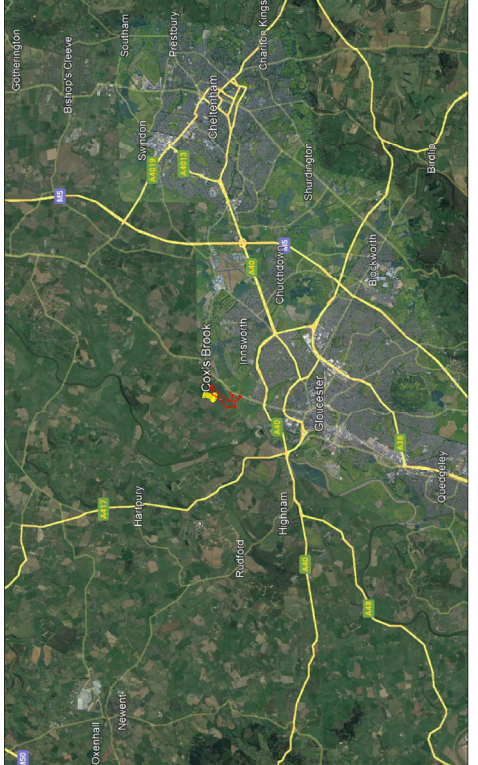 Gotherington
M50
M5
Bishop's Cleeve
Oxenhall
A417
Newent
Southam
Hartpury
Swindon
A4019
Prestbury
A4013
Cox's Brook
Cheltenham
Rudford
Innsworth
A40
Charlton Kings
A40
Highnam
Churchdown
M5
A40
Shurdington
Gloucester
A48
Brockworth
A38
Birdlip
Quedgeley